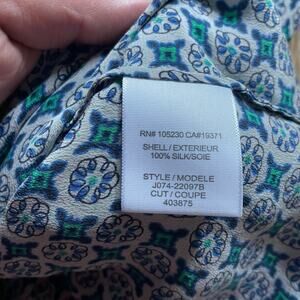 RN# 105230 CA#19371
SHELL / EXTERIEUR
100% SILK/SOIE
STYLE / MODELE
J074-22097B
CUT / COUPE
403875